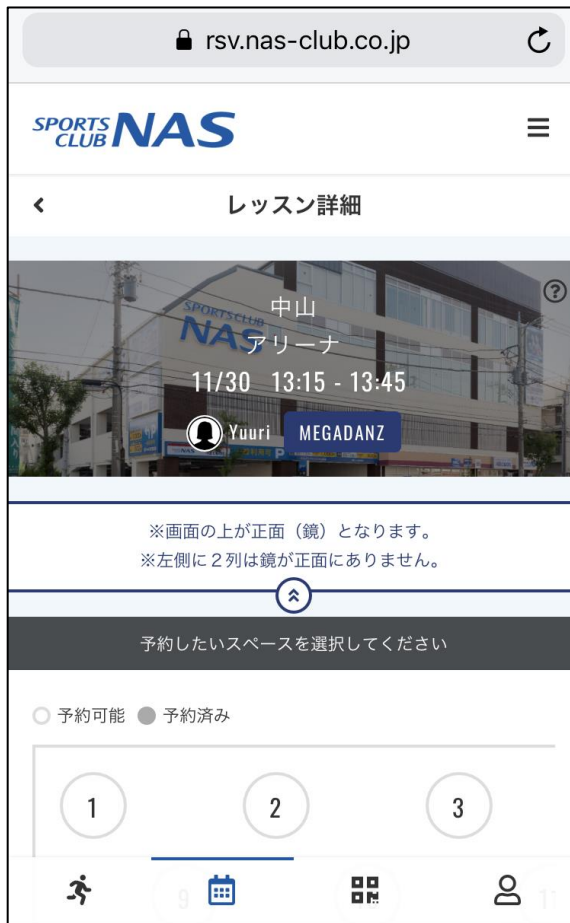 rsv.nas-club.co.jp
SPORTS
CLUB NAS
レッスン詳細
SPORTSCLUB
NAS
中山
アリーナ
11/30 13:15 - 13:45
Yuuri MEGADANZ
※画面の上が正面（鏡）となります。
※左側に２列は鏡が正面にありません。
予約したいスペースを選択してください
予約可能 予約済み
1 2 3
9 11